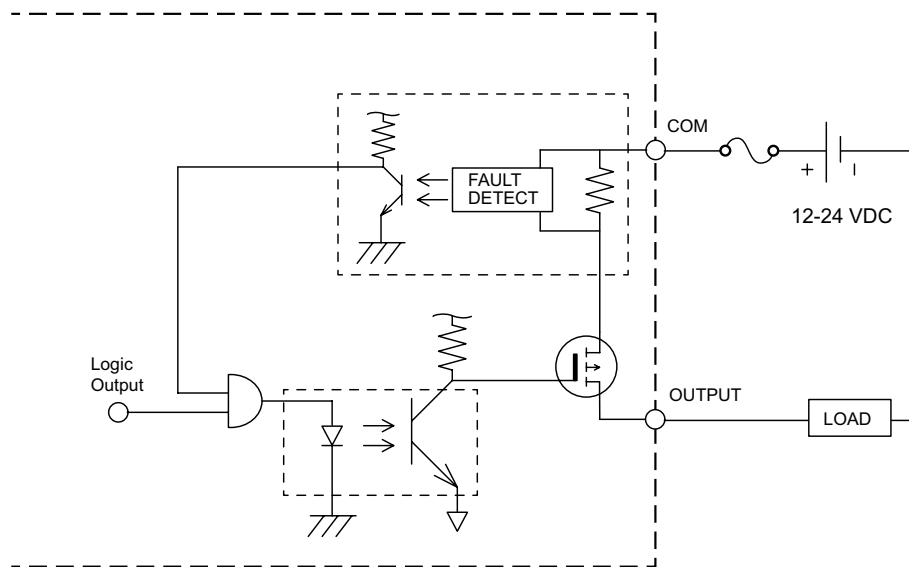 COM
FAULT
DETECT
+ –
12-24 VDC
Logic
Output
OUTPUT
LOAD